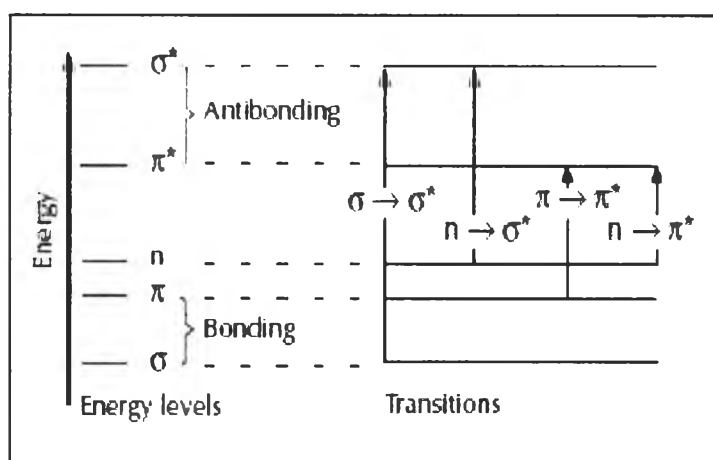 σ*
Antibonding
π*
σ → σ*
π → π*
n → σ*
n → π*
Energy
n
π
Bonding
σ
Energy levels
Transitions